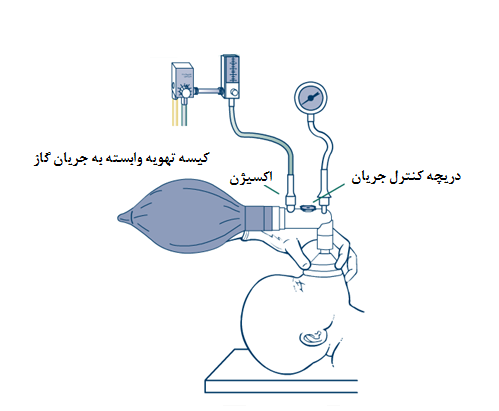 کیسه تهویه وابسته به جریان گاز
اکسیژن
دریچه کنترل جریان